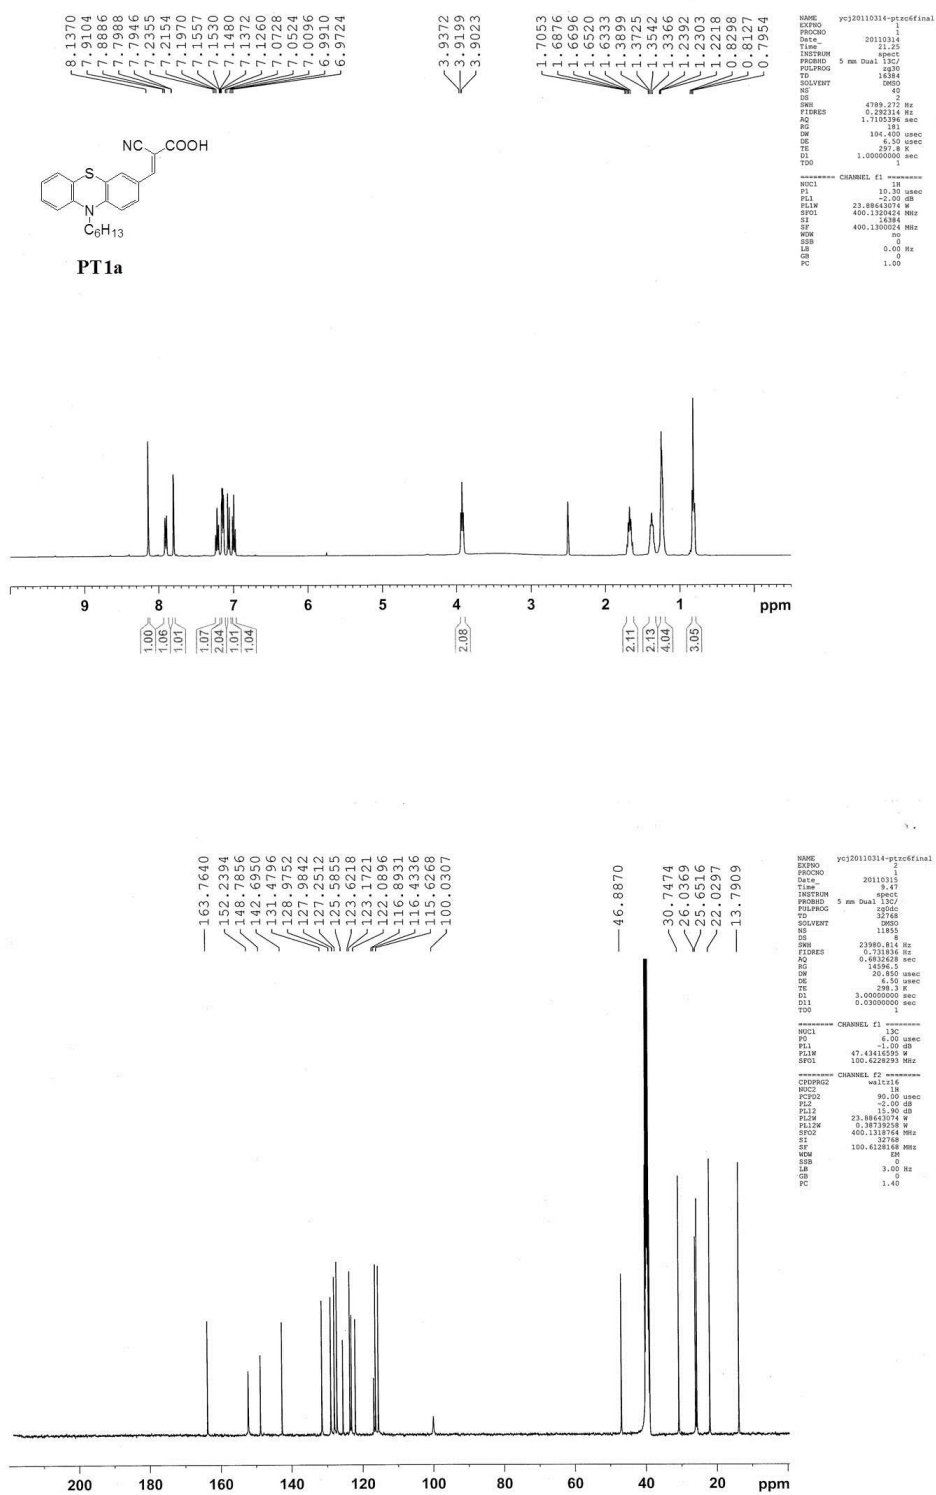 8.1370
7.9104
7.8886
7.7988
7.7946
7.2355
7.2154
7.1970
7.1557
7.1530
7.1480
7.1372
7.1260
7.0728
7.0524
7.0096
6.9910
6.9724
3.9372
3.9199
3.9023
1.7053
1.6876
1.6696
1.6520
1.6333
1.3899
1.3725
1.3542
1.3366
1.2392
1.2303
1.2218
0.8298
0.8127
0.7954
NAME ycj20110314-ptzc6final
EXPNO 1
PROCNO 1
Date_ 20110314
Time 21.25
INSTRUM spect
PROBHD 5 mm Dual 13C/
PULPROG zg30
TD 16384
SOLVENT DMSO
NS 40
DS 2
SWH 4789.272 Hz
FIDRES 0.292314 Hz
AQ 1.7105396 sec
RG 181
DW 104.400 usec
DE 6.50 usec
TE 297.8 K
D1 1.00000000 sec
TD0 1
======== CHANNEL f1 ========
NUC1 1H
P1 10.30 usec
PL1 -2.00 dB
PL1W 23.88643074 W
SFO1 400.1320424 MHz
SI 16384
SF 400.1300024 MHz
WDW no
SSB 0
LB 0.00 Hz
GB 0
PC 1.00
NC COOH
S
N
C6H13
PT1a
9 8 7 6 5 4 3 2 1 ppm
1.00
1.06
1.01
1.07
2.04
1.01
1.04
2.08
2.11
2.13
4.04
3.05
163.7640
152.2394
148.7856
142.6950
131.4796
128.9752
127.9842
127.2512
125.5855
123.6218
123.1721
122.0896
116.8931
116.4336
115.6268
100.0307
46.8870
30.7474
26.0369
25.6516
22.0297
13.7909
NAME ycj20110314-ptzc6final
EXPNO 2
PROCNO 1
Date_ 20110315
Time 9.47
INSTRUM spect
PROBHD 5 mm Dual 13C/
PULPROG zg0dc
TD 32768
SOLVENT DMSO
NS 11855
DS 8
SWH 23980.814 Hz
FIDRES 0.731836 Hz
AQ 0.6832628 sec
RG 14596.5
DW 20.850 usec
DE 6.50 usec
TE 298.3 K
D1 3.00000000 sec
D11 0.03000000 sec
TD0 1
======== CHANNEL f1 ========
NUC1 13C
P0 6.00 usec
PL1 -1.00 dB
PL1W 47.43416595 W
SFO1 100.6228293 MHz
======== CHANNEL f2 ========
CPDPRG2 waltz16
NUC2 1H
PCPD2 90.00 usec
PL2 -2.00 dB
PL12 15.90 dB
PL2W 23.88643074 W
PL12W 0.38739258 W
SFO2 400.1318764 MHz
SI 32768
SF 100.6128168 MHz
WDW EM
SSB 0
LB 3.00 Hz
GB 0
PC 1.40
200 180 160 140 120 100 80 60 40 20 ppm